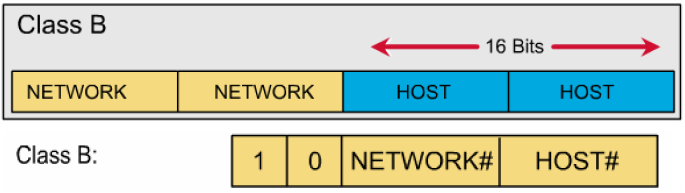 Class B
16 Bits
NETWORK NETWORK HOST HOST
Class B: 1 0 NETWORK# HOST#